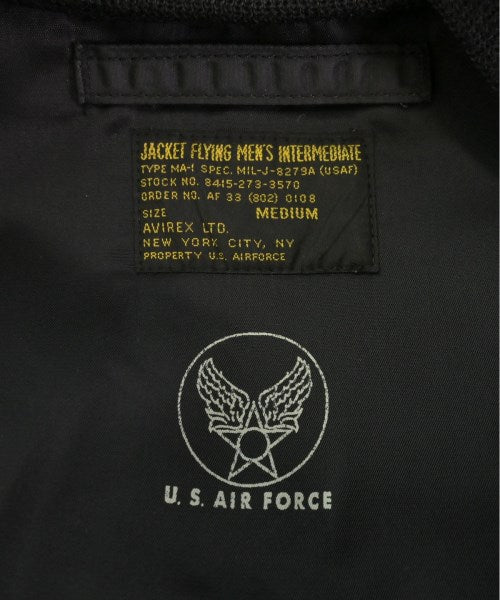 JACKET FLYING MEN'S INTERMEDIATE
TYPE MA-1 SPEC. MIL-J-8279A (USAF)
STOCK NO. 8415-273-3570
ORDER NO. AF 33 (802) 0108
SIZE MEDIUM
AVIREX LTD.
NEW YORK CITY, NY
PROPERTY U.S. AIRFORCE
U. S. AIR FORCE